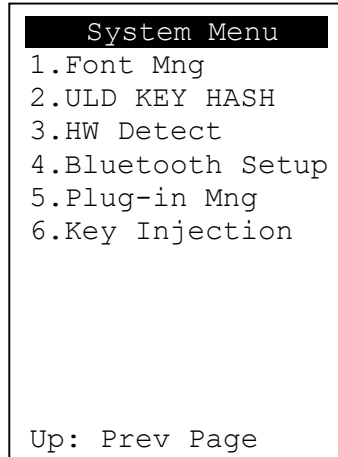 System Menu
1.Font Mng
2.ULD KEY HASH
3.HW Detect
4.Bluetooth Setup
5.Plug-in Mng
6.Key Injection
Up: Prev Page